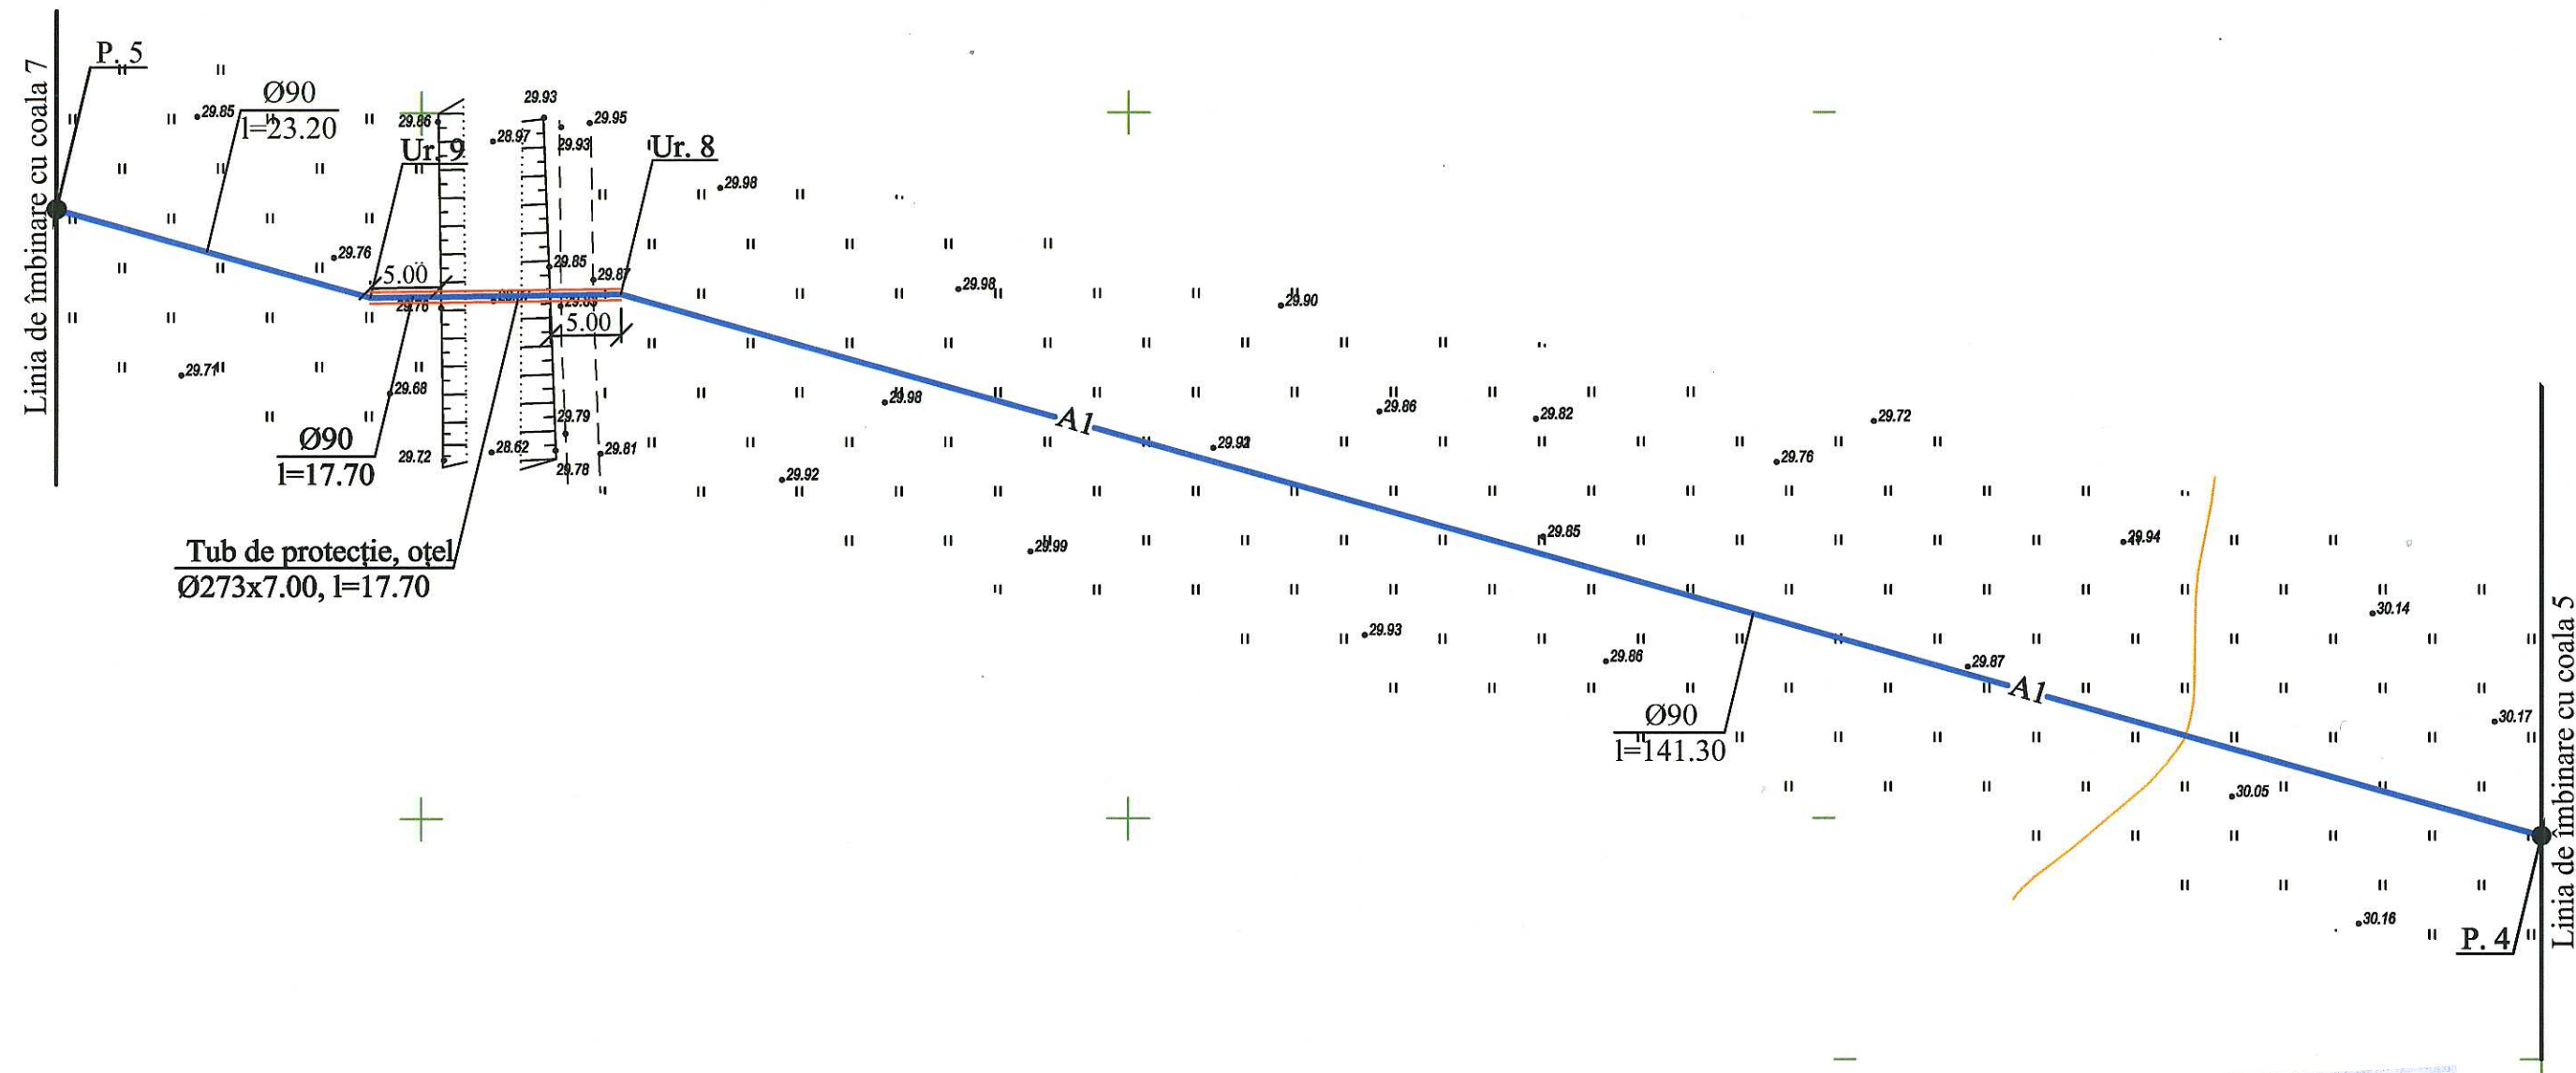 Linia de îmbinare cu coala 7
P. 5
29.85
Ø90
l=23.20
29.86
Ur. 9
28.97
29.93
29.93
29.95
Ur. 8
29.98
29.76
5.00
29.76
29.85
29.87
5.00
29.98
29.90
29.71
29.68
29.98
A1
29.86
29.82
29.72
Ø90
l=17.70
29.72
28.62
29.79
29.78
29.81
29.92
29.92
29.76
Tub de protecție, oțel
Ø273x7.00, l=17.70
29.99
29.85
29.94
29.93
29.86
30.14
29.87
A1
Ø90
l=141.30
30.17
30.05
30.16
P. 4
Linia de îmbinare cu coala 5